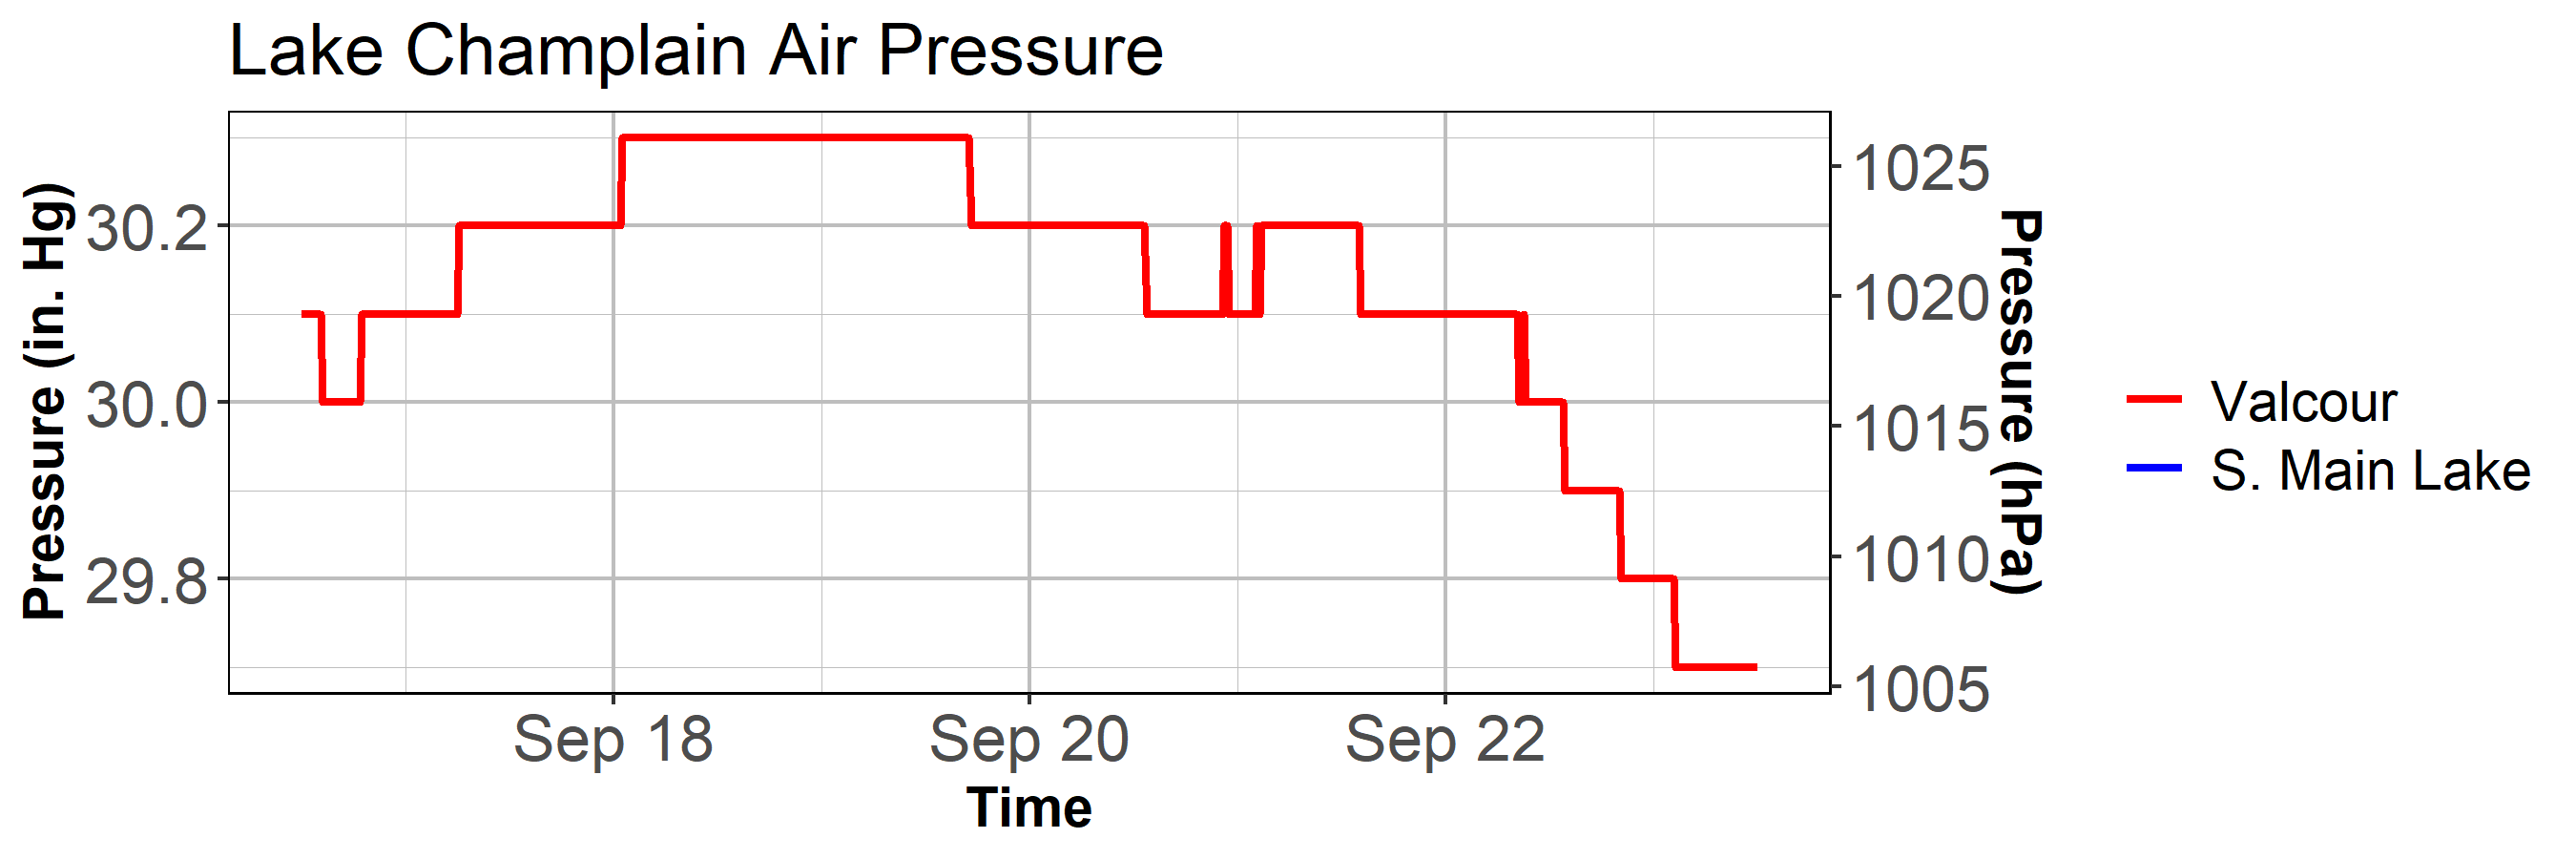 Lake Champlain Air Pressure
Pressure (in. Hg)
30.2
30.0
29.8
1025
1020
1015
1010
1005
Pressure (hPa)
Sep 18
Sep 20
Sep 22
Time
Valcour
S. Main Lake